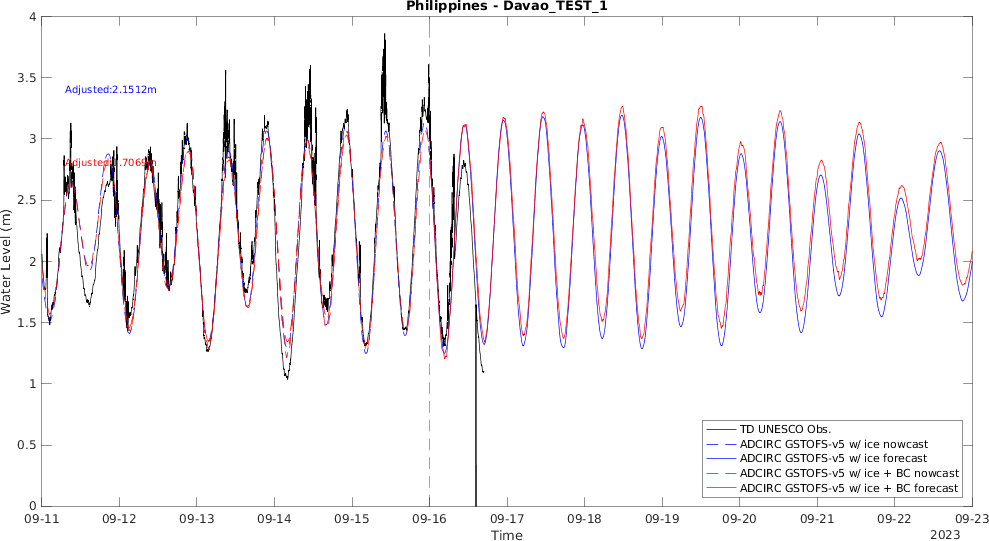 Philippines - Davao_TEST_1
4
3.5
3
2.5
2
1.5
1
0.5
0
Water Level (m)
Adjusted:2.1512m
TD UNESCO Obs.
ADCIRC GSTOFS-v5 w/ ice nowcast
ADCIRC GSTOFS-v5 w/ ice forecast
ADCIRC GSTOFS-v5 w/ ice + BC nowcast
ADCIRC GSTOFS-v5 w/ ice + BC forecast
09-11 09-12 09-13 09-14 09-15 09-16 09-17 09-18 09-19 09-20 09-21 09-22 09-23
Time
2023